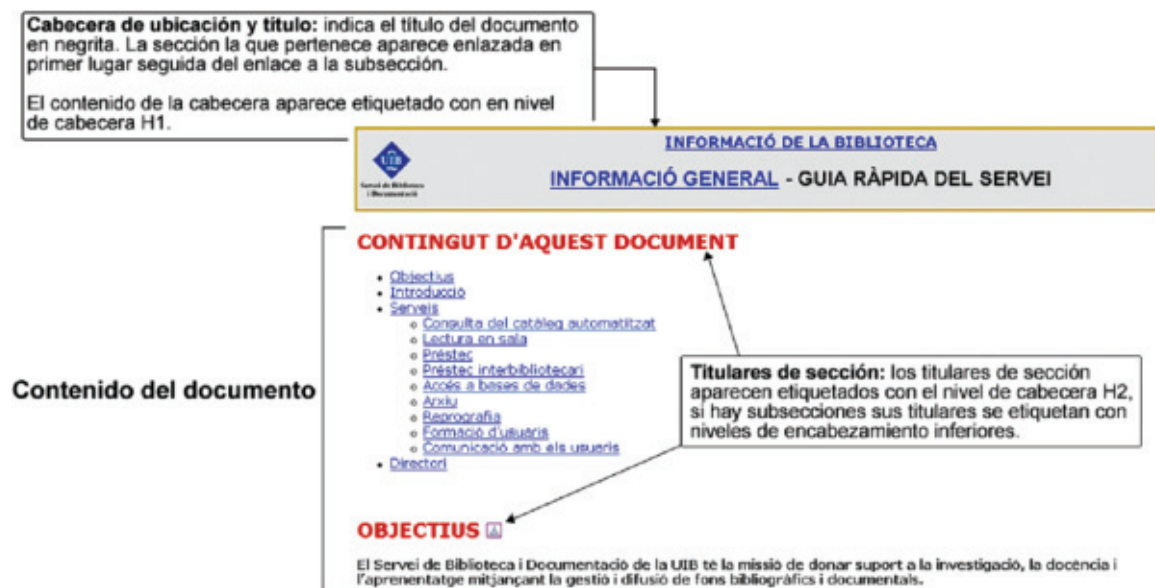 Cabecera de ubicación y titulo: indica el título del documento
en negrita. La sección la que pertenece aparece enlazada en
primer lugar seguida del enlace a la subsección.
El contenido de la cabecera aparece etiquetado con en nivel
de cabecera H1.
UIB
Servei de Biblioteca
i Documentació
INFORMACIÓ DE LA BIBLIOTECA
INFORMACIÓ GENERAL - GUIA RÀPIDA DEL SERVEI
CONTINGUT D'AQUEST DOCUMENT
Objectius
Introducció
Serveis
Consulta del catàleg automatitzat
Lectura en sala
Préstec
Préstec interbibliotecari
Accés a bases de dades
Arxiu
Reprografia
Formació d'usuaris
Comunicació amb els usuaris
Directori
Contenido del documento
Titulares de sección: los titulares de sección
aparecen etiquetados con el nivel de cabecera H2,
si hay subsecciones sus titulares se etiquetan con
niveles de encabezamiento inferiores.
OBJECTIUS
El Servei de Biblioteca i Documentació de la UIB té la missió de donar suport a la investigació, la docència i
l'aprenentatge mitjançant la gestió i difusió de fons bibliogràfics i documentals.